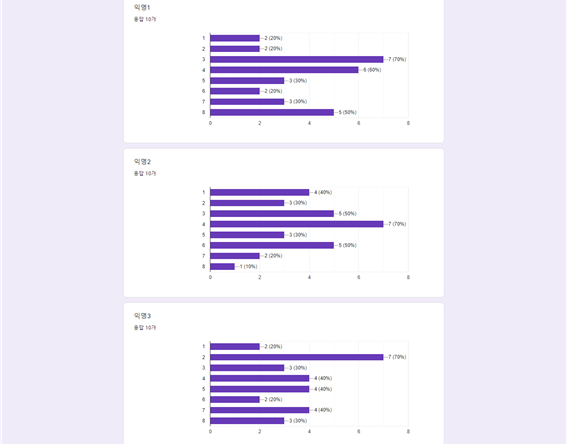 익명1
응답 10개
1 2 (20%)
2 2 (20%)
3 7 (70%)
4 6 (60%)
5 3 (30%)
6 2 (20%)
7 3 (30%)
8 5 (50%)
0 2 4 6 8
익명2
응답 10개
1 4 (40%)
2 3 (30%)
3 5 (50%)
4 7 (70%)
5 3 (30%)
6 5 (50%)
7 2 (20%)
8 1 (10%)
0 2 4 6 8
익명3
응답 10개
1 2 (20%)
2 7 (70%)
3 3 (30%)
4 4 (40%)
5 4 (40%)
6 2 (20%)
7 4 (40%)
8 3 (30%)
0 2 4 6 8